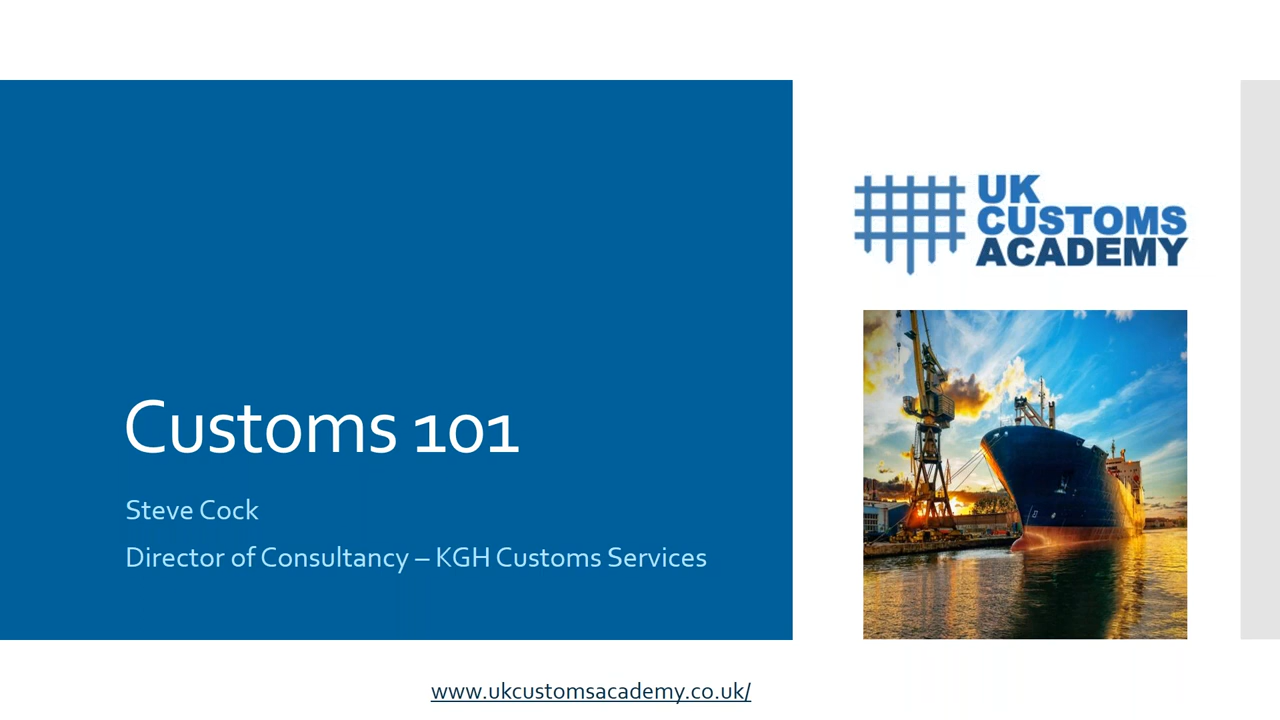 UK
CUSTOMS
ACADEMY
Customs 101
Steve Cock
Director of Consultancy – KGH Customs Services
www.ukcustomsacademy.co.uk/